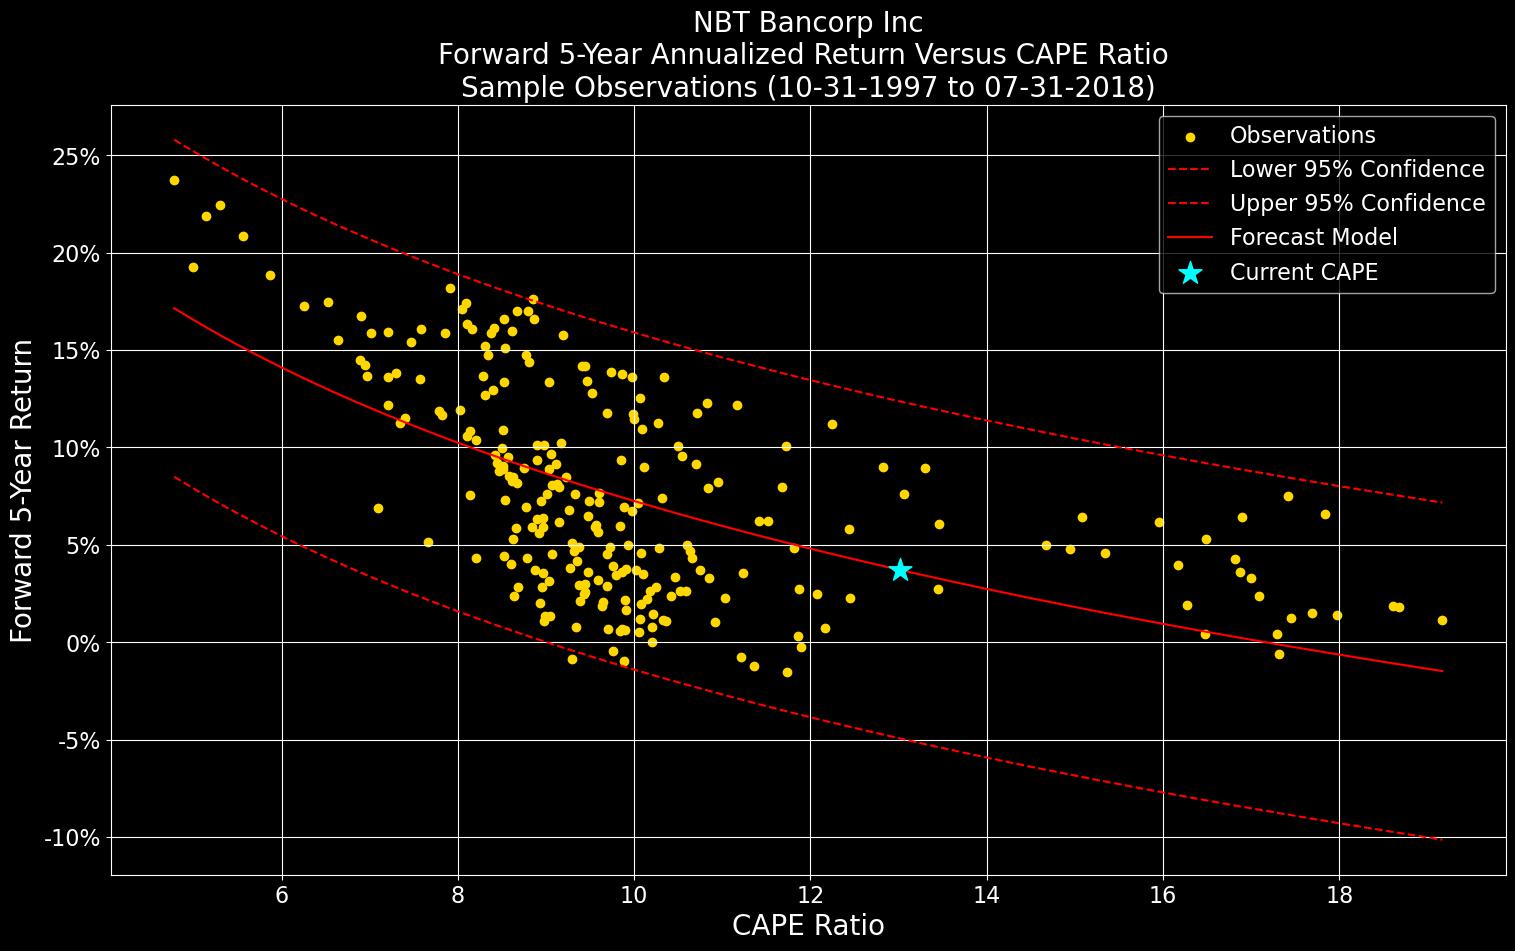 NBT Bancorp Inc
Forward 5-Year Annualized Return Versus CAPE Ratio
Sample Observations (10-31-1997 to 07-31-2018)
Observations
Lower 95% Confidence
Upper 95% Confidence
Forecast Model
Current CAPE
Forward 5-Year Return
25%
20%
15%
10%
5%
0%
-5%
-10%
6 8 10 12 14 16 18
CAPE Ratio